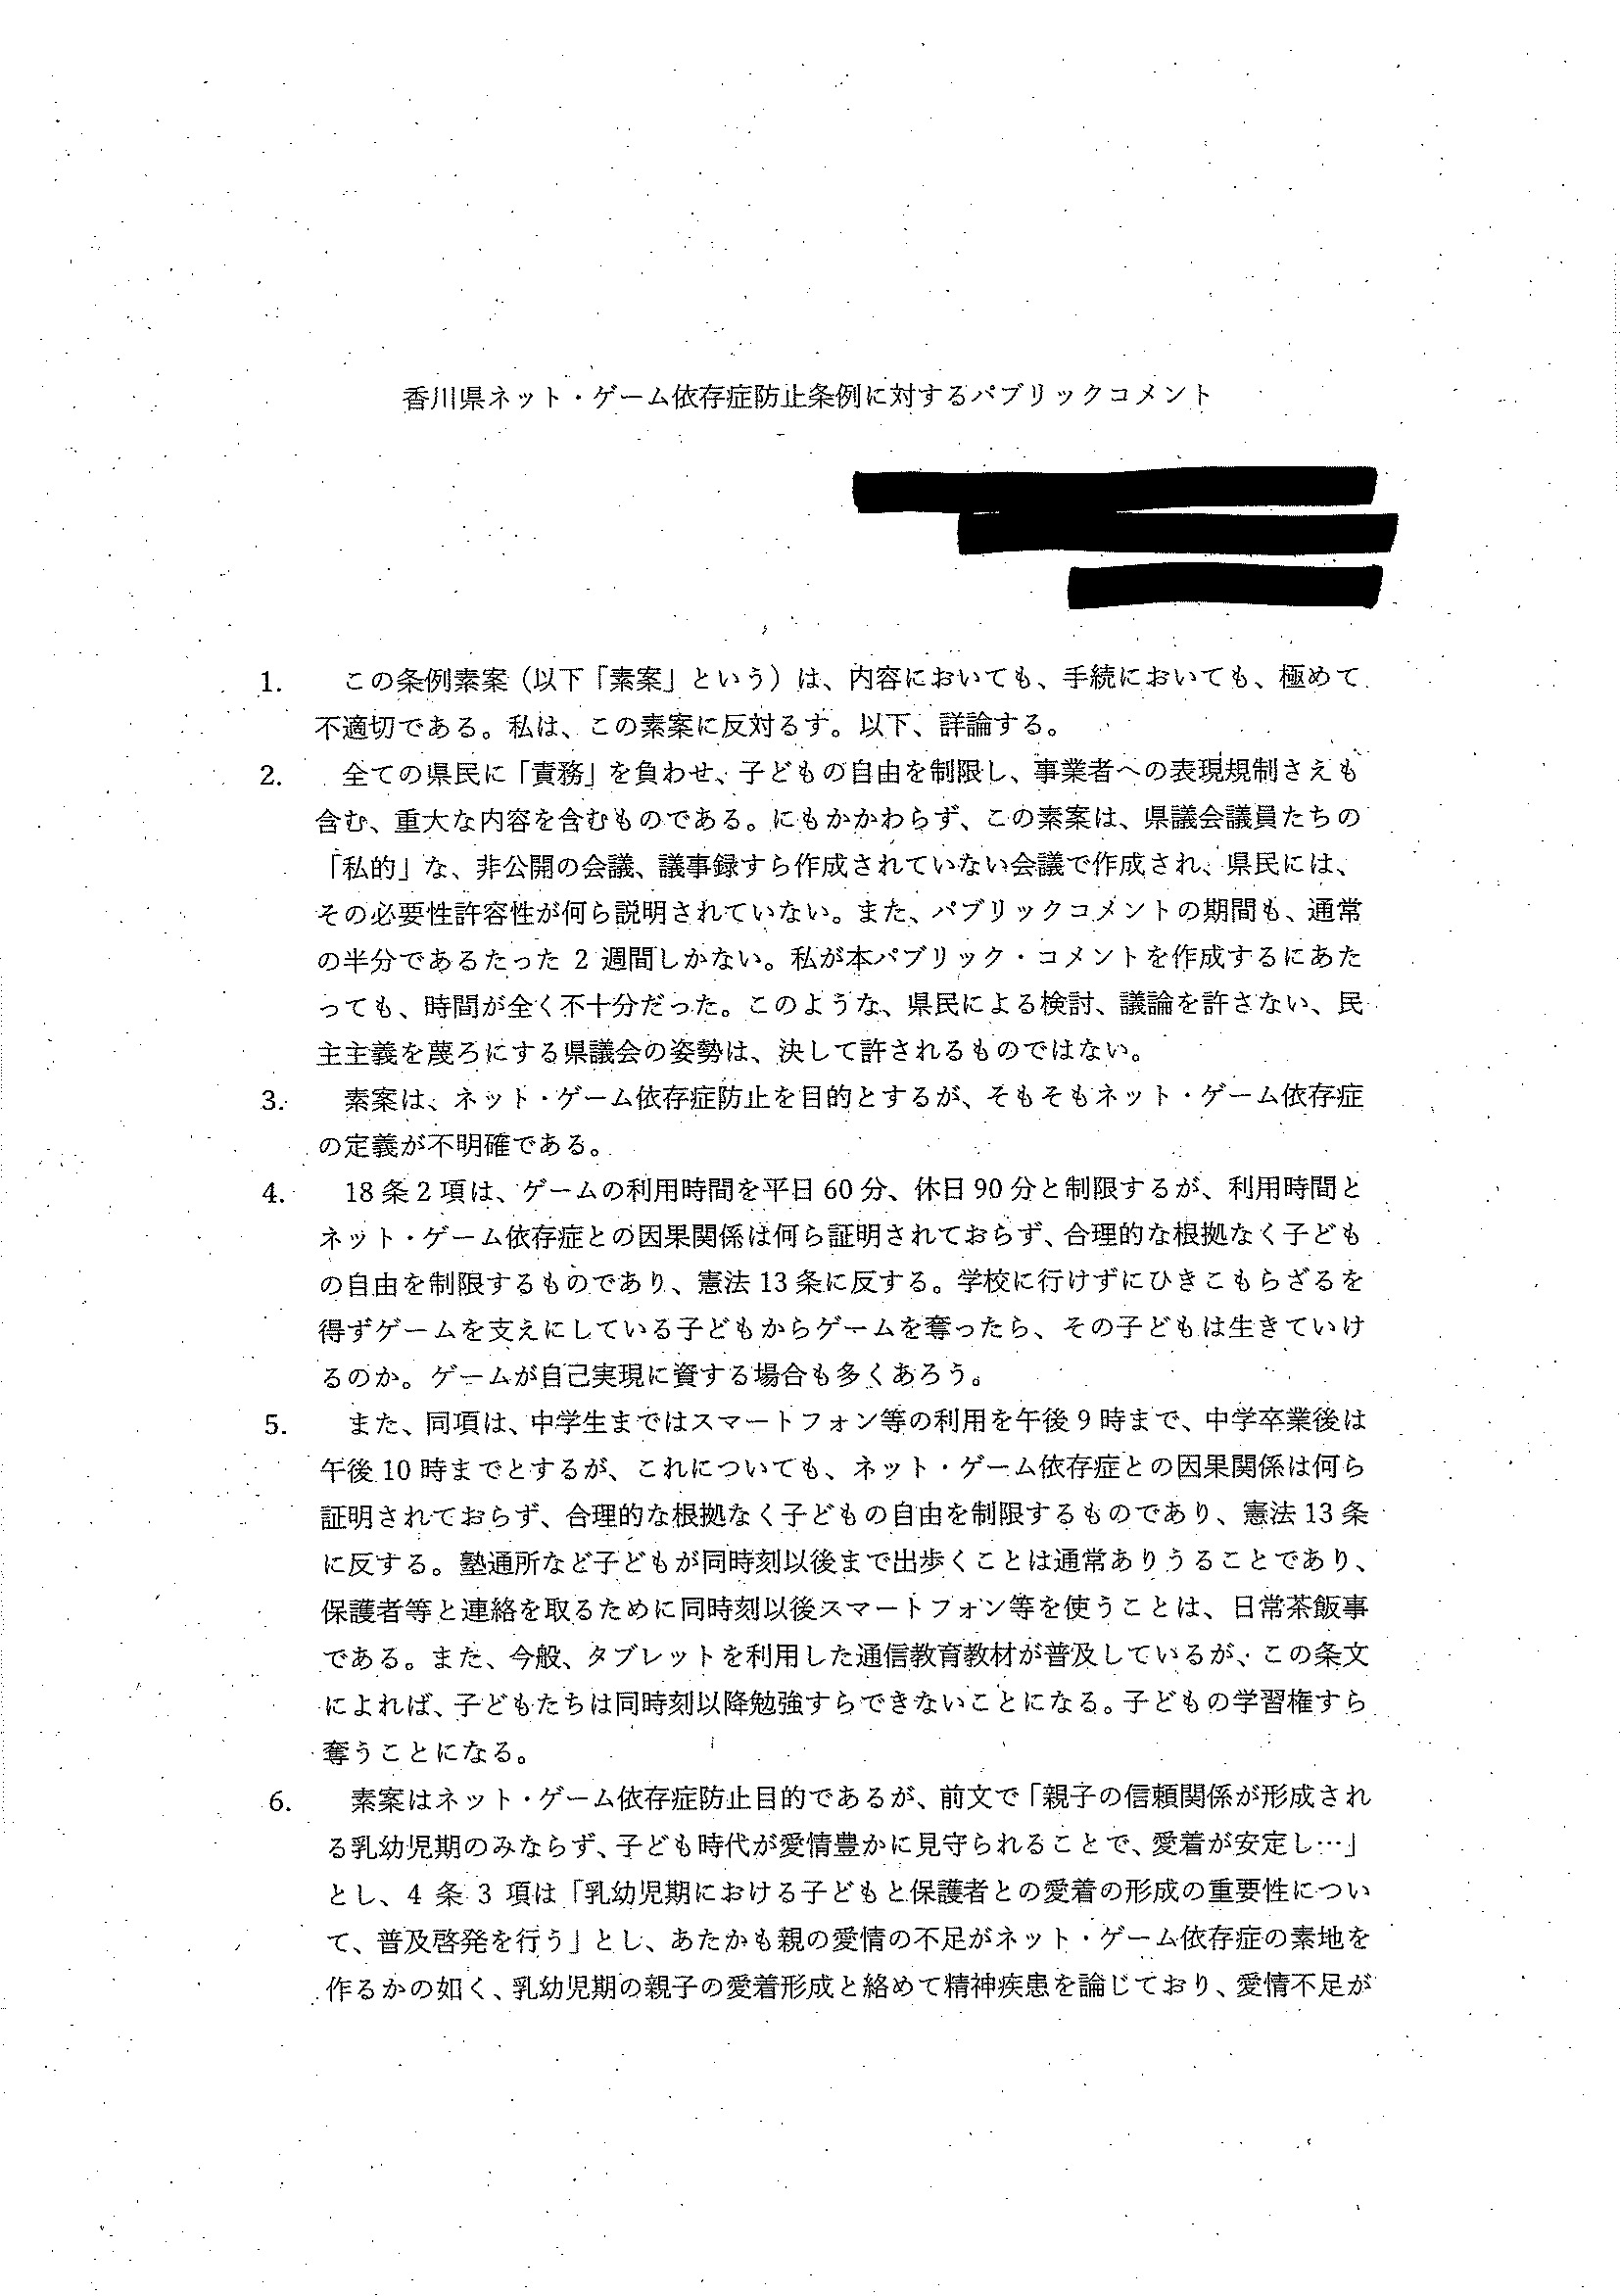 香川県ネット・ゲーム依存症防止条例に対するパブリックコメント
1. この条例素案（以下「素案」という）は、内容においても、手続においても、極めて
不適切である。私は、この素案に反対るす。以下、詳論する。
2. 全ての県民に「責務」を負わせ、子どもの自由を制限し、事業者への表現規制さえも
含む、重大な内容を含むものである。にもかかわらず、この素案は、県議会議員たちの
「私的」な、非公開の会議、議事録すら作成されていない会議で作成され、県民には、
その必要性許容性が何ら説明されていない。また、パブリックコメントの期間も、通常
の半分であるたった 2 週間しかない。私が本パブリック・コメントを作成するにあた
っても、時間が全く不十分だった。このような、県民による検討、議論を許さない、民
主主義を蔑ろにする県議会の姿勢は、決して許されるものではない。
3. 素案は、ネット・ゲーム依存症防止を目的とするが、そもそもネット・ゲーム依存症
の定義が不明確である。
4. 18 条 2 項は、ゲームの利用時間を平日 60 分、休日 90 分と制限するが、利用時間と
ネット・ゲーム依存症との因果関係は何ら証明されておらず、合理的な根拠なく子ども
の自由を制限するものであり、憲法 13 条に反する。学校に行けずにひきこもらざるを
得ずゲームを支えにしている子どもからゲームを奪ったら、その子どもは生きていけ
るのか。ゲームが自己実現に資する場合も多くあろう。
5. また、同項は、中学生まではスマートフォン等の利用を午後 9 時まで、中学卒業後は
午後 10 時までとするが、これについても、ネット・ゲーム依存症との因果関係は何ら
証明されておらず、合理的な根拠なく子どもの自由を制限するものであり、憲法 13 条
に反する。塾通所など子どもが同時刻以後まで出歩くことは通常ありうることであり、
保護者等と連絡を取るために同時刻以後スマートフォン等を使うことは、日常茶飯事
である。また、今般、タブレットを利用した通信教育教材が普及しているが、この条文
によれば、子どもたちは同時刻以降勉強すらできないことになる。子どもの学習権すら
奪うことになる。
6. 素案はネット・ゲーム依存症防止目的であるが、前文で「親子の信頼関係が形成され
る乳幼児期のみならず、子ども時代が愛情豊かに見守られることで、愛着が安定し…」
とし、4 条 3 項は「乳幼児期における子どもと保護者との愛着の形成の重要性につい
て、普及啓発を行う」とし、あたかも親の愛情の不足がネット・ゲーム依存症の素地を
作るかの如く、乳幼児期の親子の愛着形成と絡めて精神疾患を論じており、愛情不足が